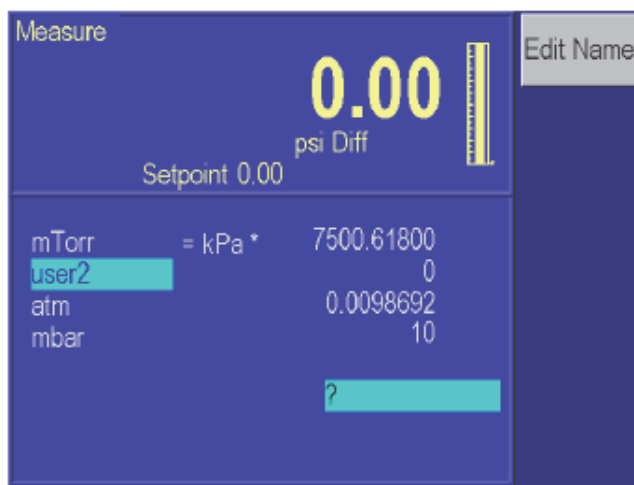 Measure
Edit Name
0.00
psi Diff
Setpoint 0.00
mTorr = kPa * 7500.61800
user2 0
atm 0.0098692
mbar 10
?